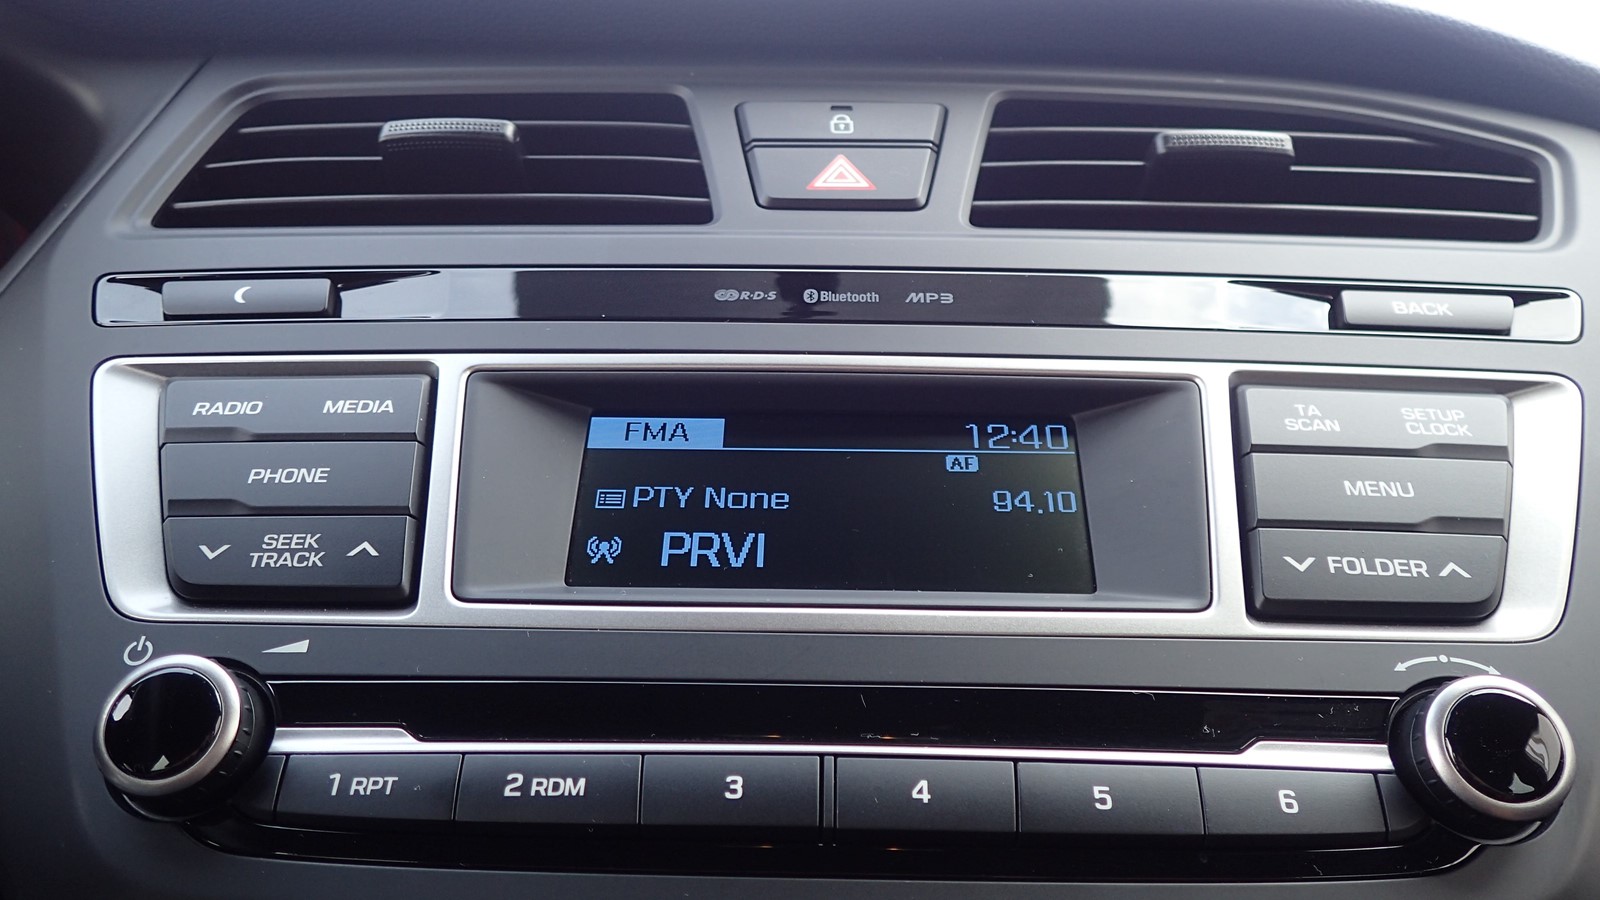 R·D·S Bluetooth MP3
BACK
RADIO MEDIA
PHONE
SEEK
TRACK
FMA 12:40
AF
PTY None 94.10
PRVI
TA
SCAN
SETUP
CLOCK
MENU
FOLDER
1 RPT 2 RDM 3 4 5 6